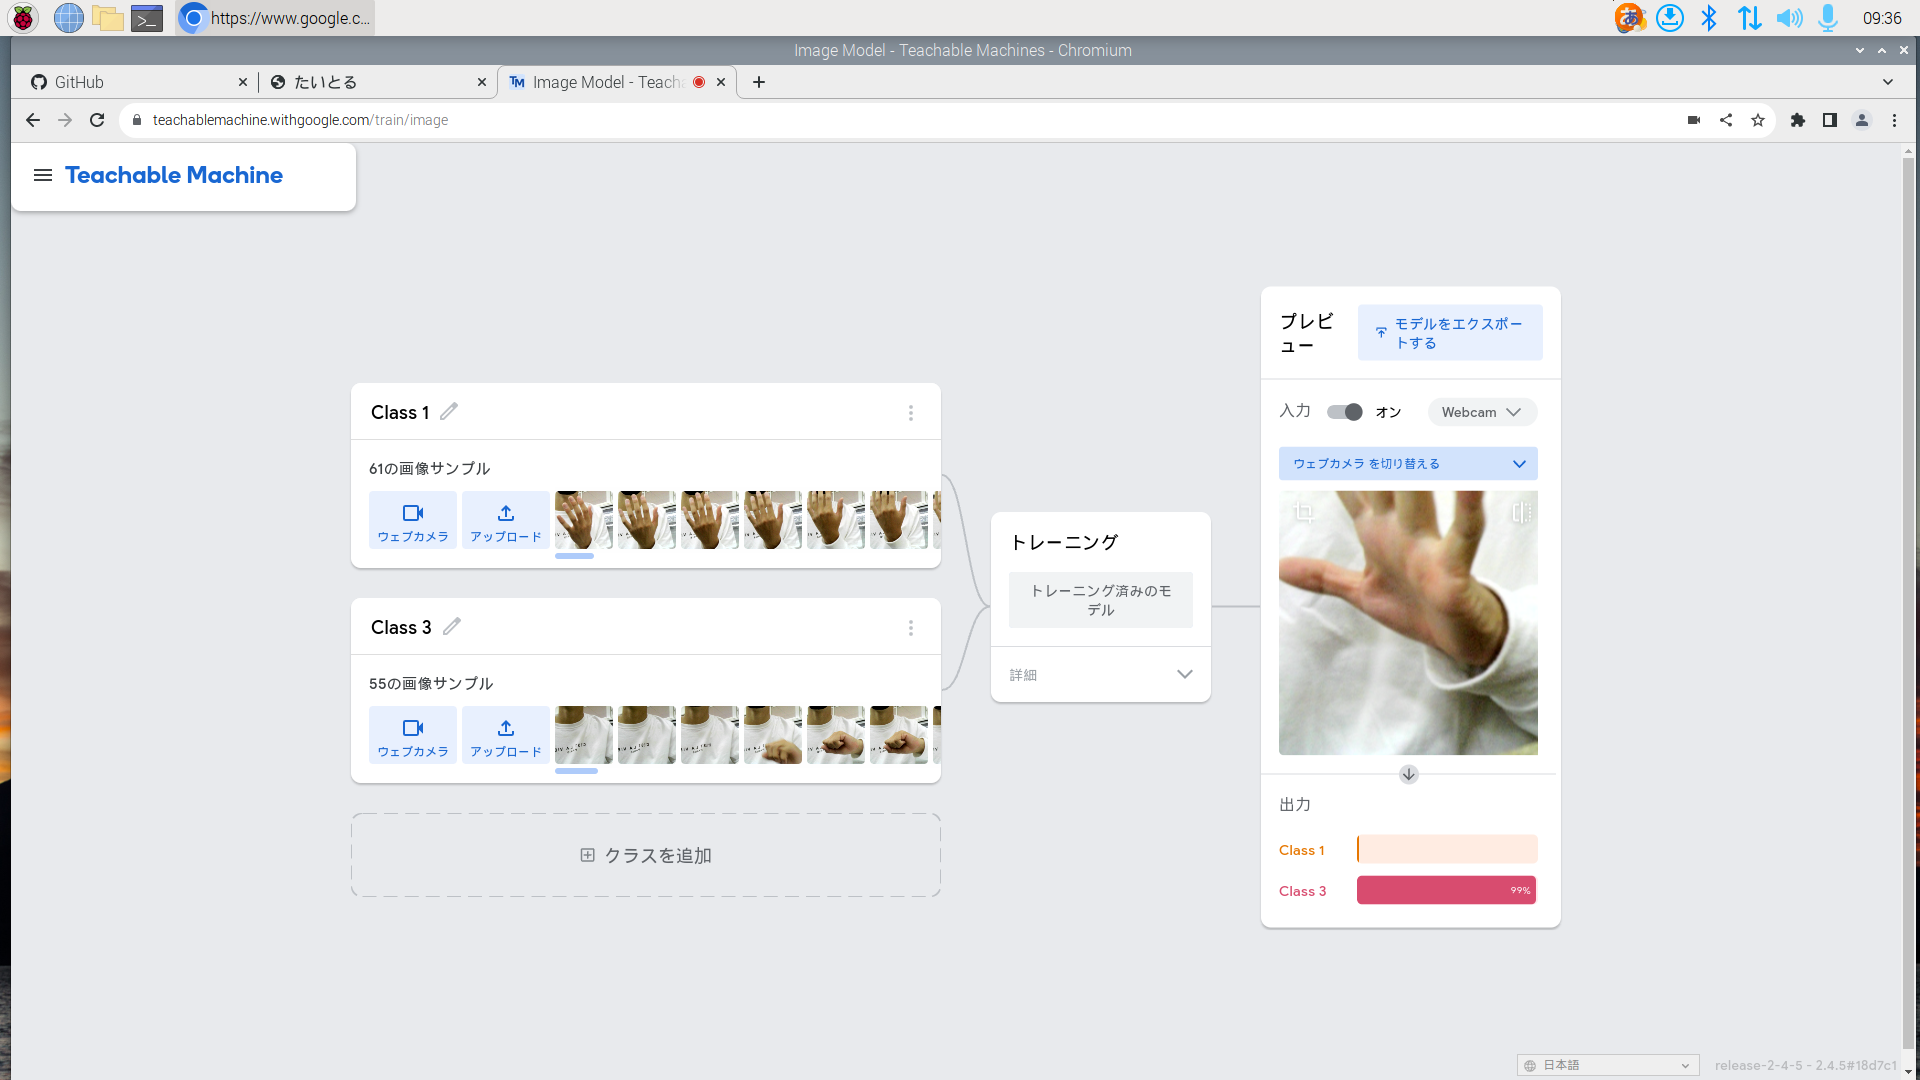 https://www.google.c...
09:36
Image Model - Teachable Machines - Chromium
GitHub
たいとる
Image Model - Teach
teachablemachine.withgoogle.com/train/image
Teachable Machine
Class 1
61の画像サンプル
ウェブカメラ
アップロード
Class 3
55の画像サンプル
ウェブカメラ
アップロード
クラスを追加
トレーニング
トレーニング済みのモ
デル
詳細
プレビ
ュー
モデルをエクスポー
トする
入力
オン
Webcam
ウェブカメラ を切り替える
出力
Class 1
Class 3
99%
日本語
release-2-4-5 - 2.4.5#18d7c1